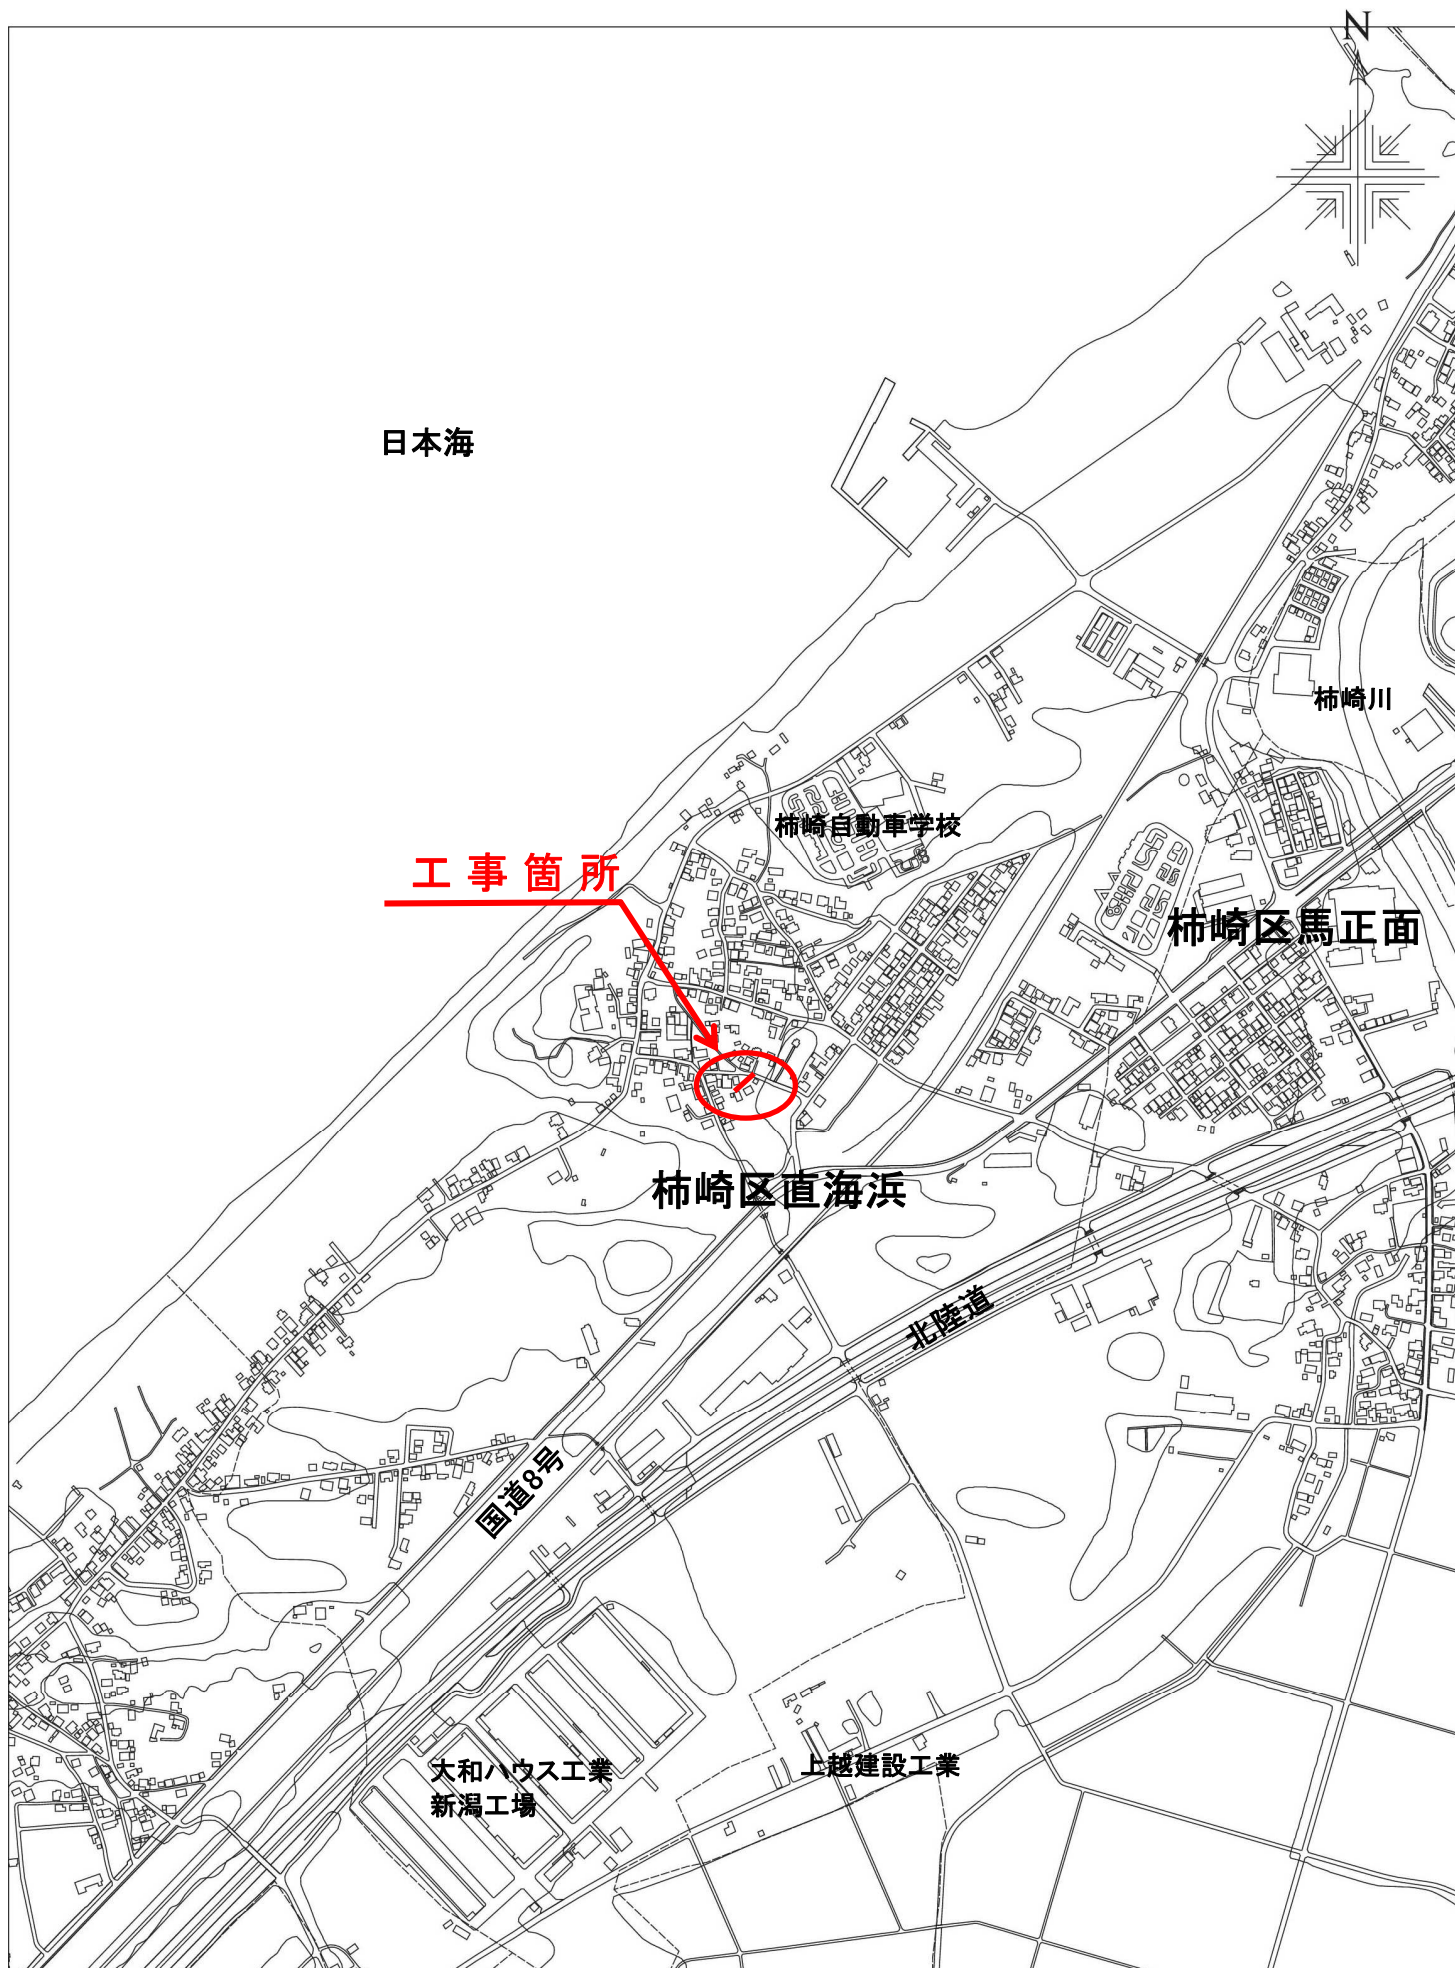 N
日本海
柿崎川
柿崎自動車学校
工事箇所
柿崎区馬正面
柿崎区直海浜
北陸道
国道8号
大和ハウス工業
新潟工場
上越建設工業